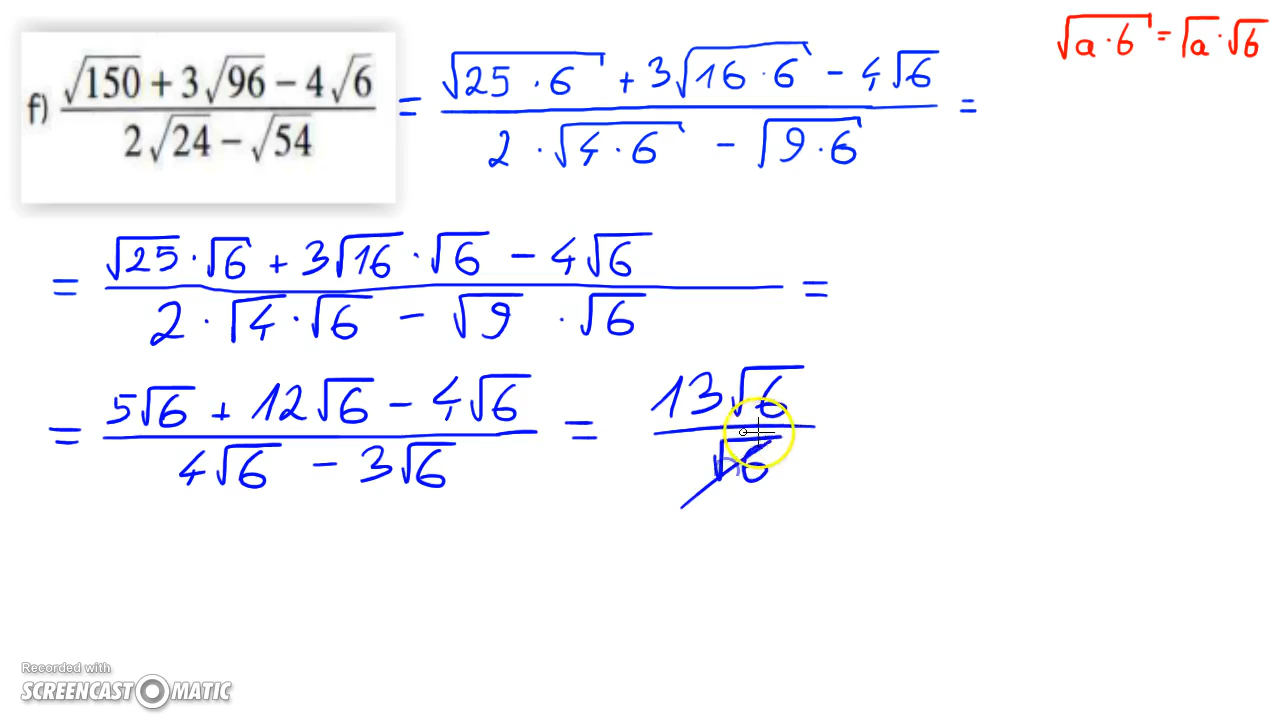 √(a · b) = √a · √b
f) (√150 + 3√96 − 4√6) / (2√24 − √54) = (√(25 · 6) + 3√(16 · 6) − 4√6) / (2 · √(4 · 6) − √(9 · 6)) =
= (√25 · √6 + 3√16 · √6 − 4√6) / (2 · √4 · √6 − √9 · √6) =
= (5√6 + 12√6 − 4√6) / (4√6 − 3√6) = 13√6 / √6
Recorded with
SCREENCAST MATIC